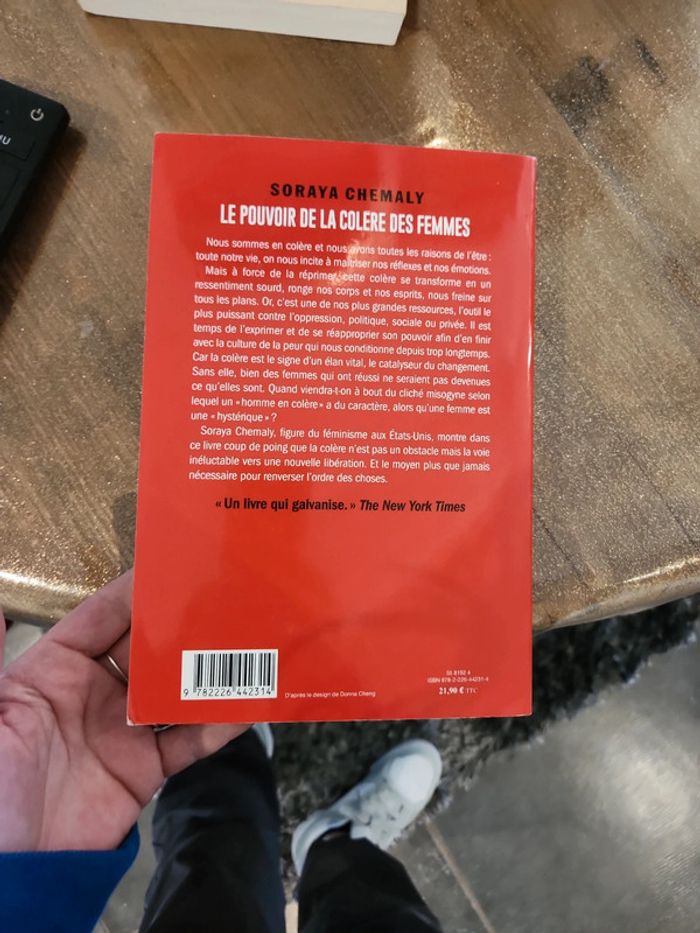 MU
SORAYA CHEMALY
LE POUVOIR DE LA COLÈRE DES FEMMES
Nous sommes en colère et nous avons toutes les raisons de l'être :
toute notre vie, on nous incite à maîtriser nos réflexes et nos émotions.
Mais à force de la réprimer, cette colère se transforme en un
ressentiment sourd, ronge nos corps et nos esprits, nous freine sur
tous les plans. Or, c'est une de nos plus grandes ressources, l'outil le
plus puissant contre l'oppression, politique, sociale ou privée. Il est
temps de l'exprimer et de se réapproprier son pouvoir afin d'en finir
avec la culture de la peur qui nous conditionne depuis trop longtemps.
Car la colère est le signe d'un élan vital, le catalyseur du changement.
Sans elle, bien des femmes qui ont réussi ne seraient pas devenues
ce qu'elles sont. Quand viendra-t-on à bout du cliché misogyne selon
lequel un « homme en colère » a du caractère, alors qu'une femme est
une « hystérique » ?
Soraya Chemaly, figure du féminisme aux États-Unis, montre dans
ce livre coup de poing que la colère n'est pas un obstacle mais la voie
inéluctable vers une nouvelle libération. Et le moyen plus que jamais
nécessaire pour renverser l'ordre des choses.
« Un livre qui galvanise. » The New York Times
9 782226 442314
D'après le design de Donna Cheng
55 8192 4
ISBN 978-2-226-44231-4
21,90 € TTC